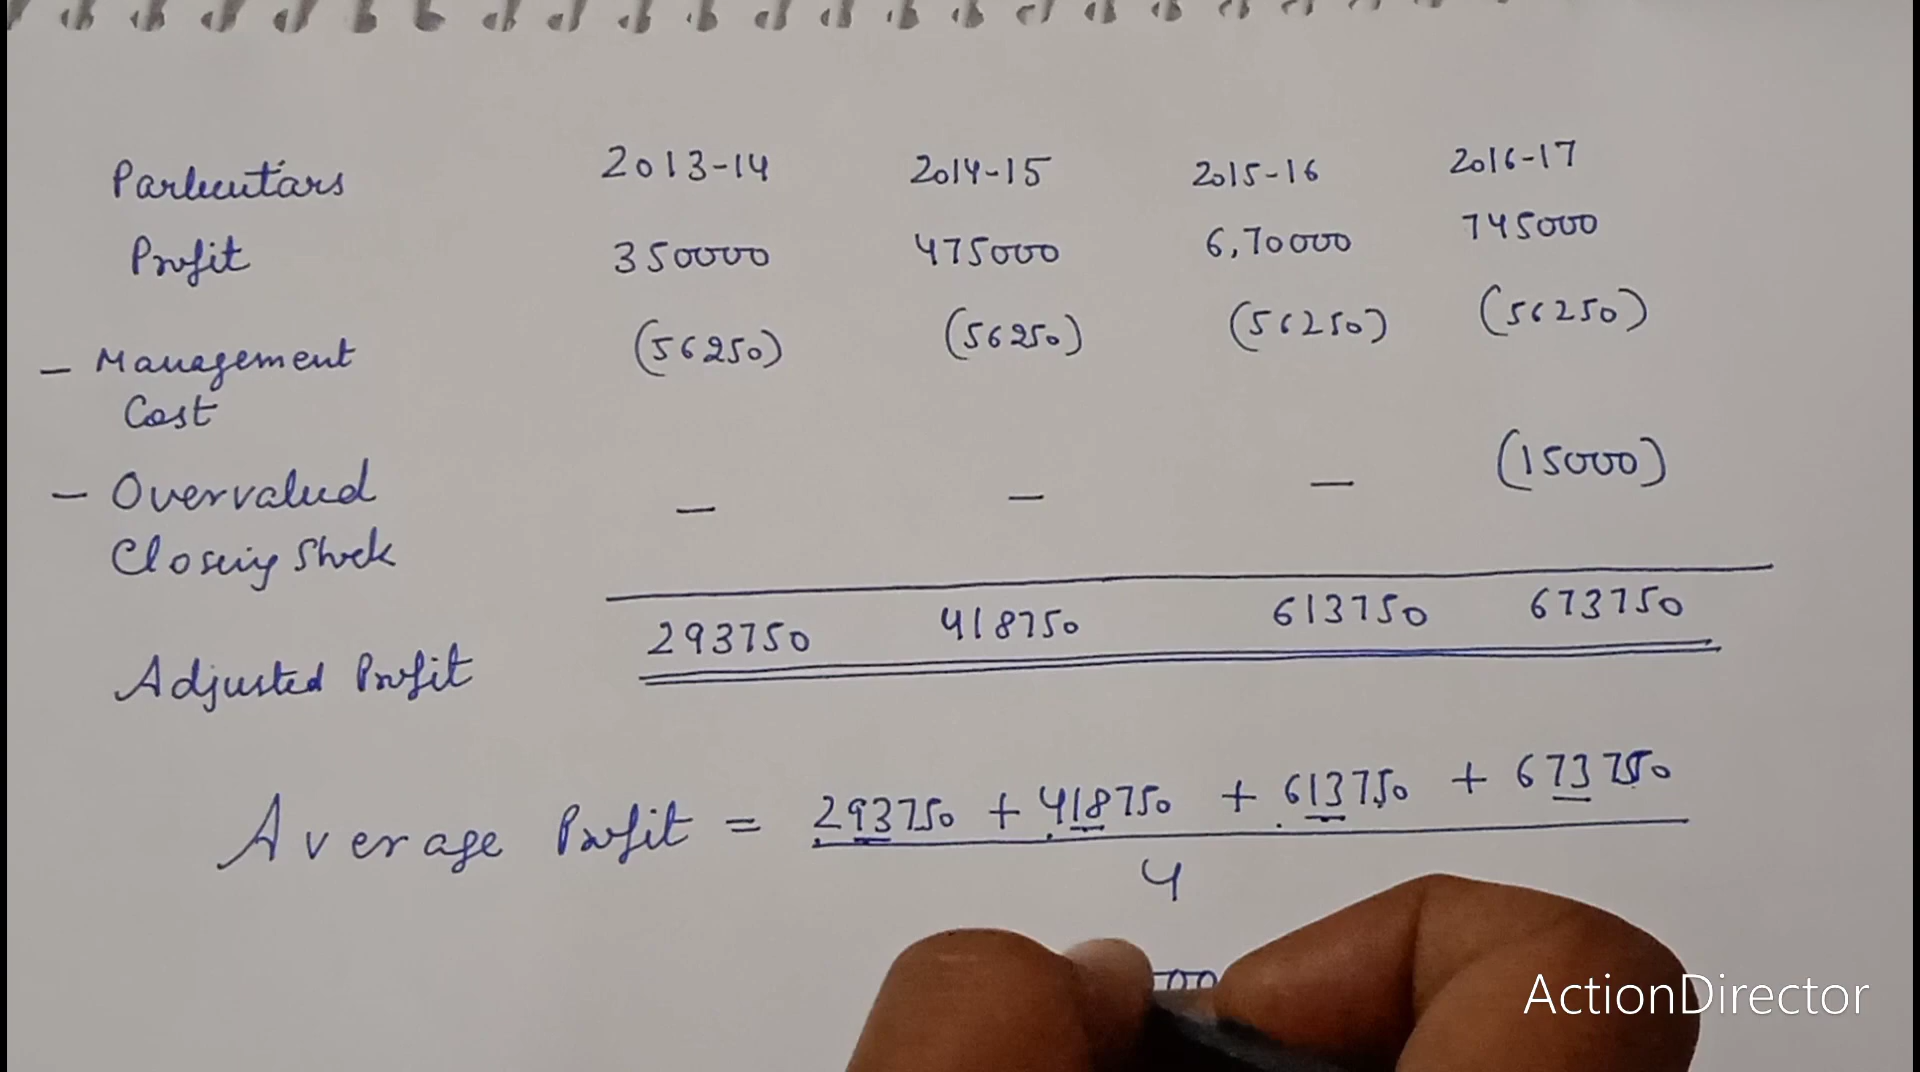 Particulars 2013-14 2014-15 2015-16 2016-17
Profit 350000 475000 6,70000 745000
- Management (56250) (56250) (56250) (56250)
Cost
- Overvalued - - - (15000)
Closing Stock
293750 418750 613750 673750
Adjusted Profit
Average Profit = 293750 + 418750 + 613750 + 673750
4
00
ActionDirector